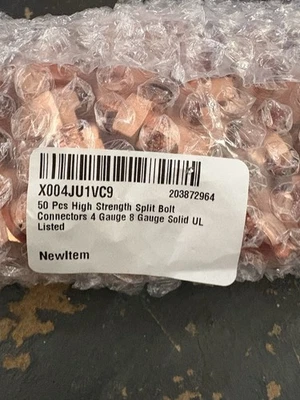 X004JU1VC9
203872964
50 Pcs High Strength Split Bolt
Connectors 4 Gauge 8 Gauge Solid UL
Listed
NewItem